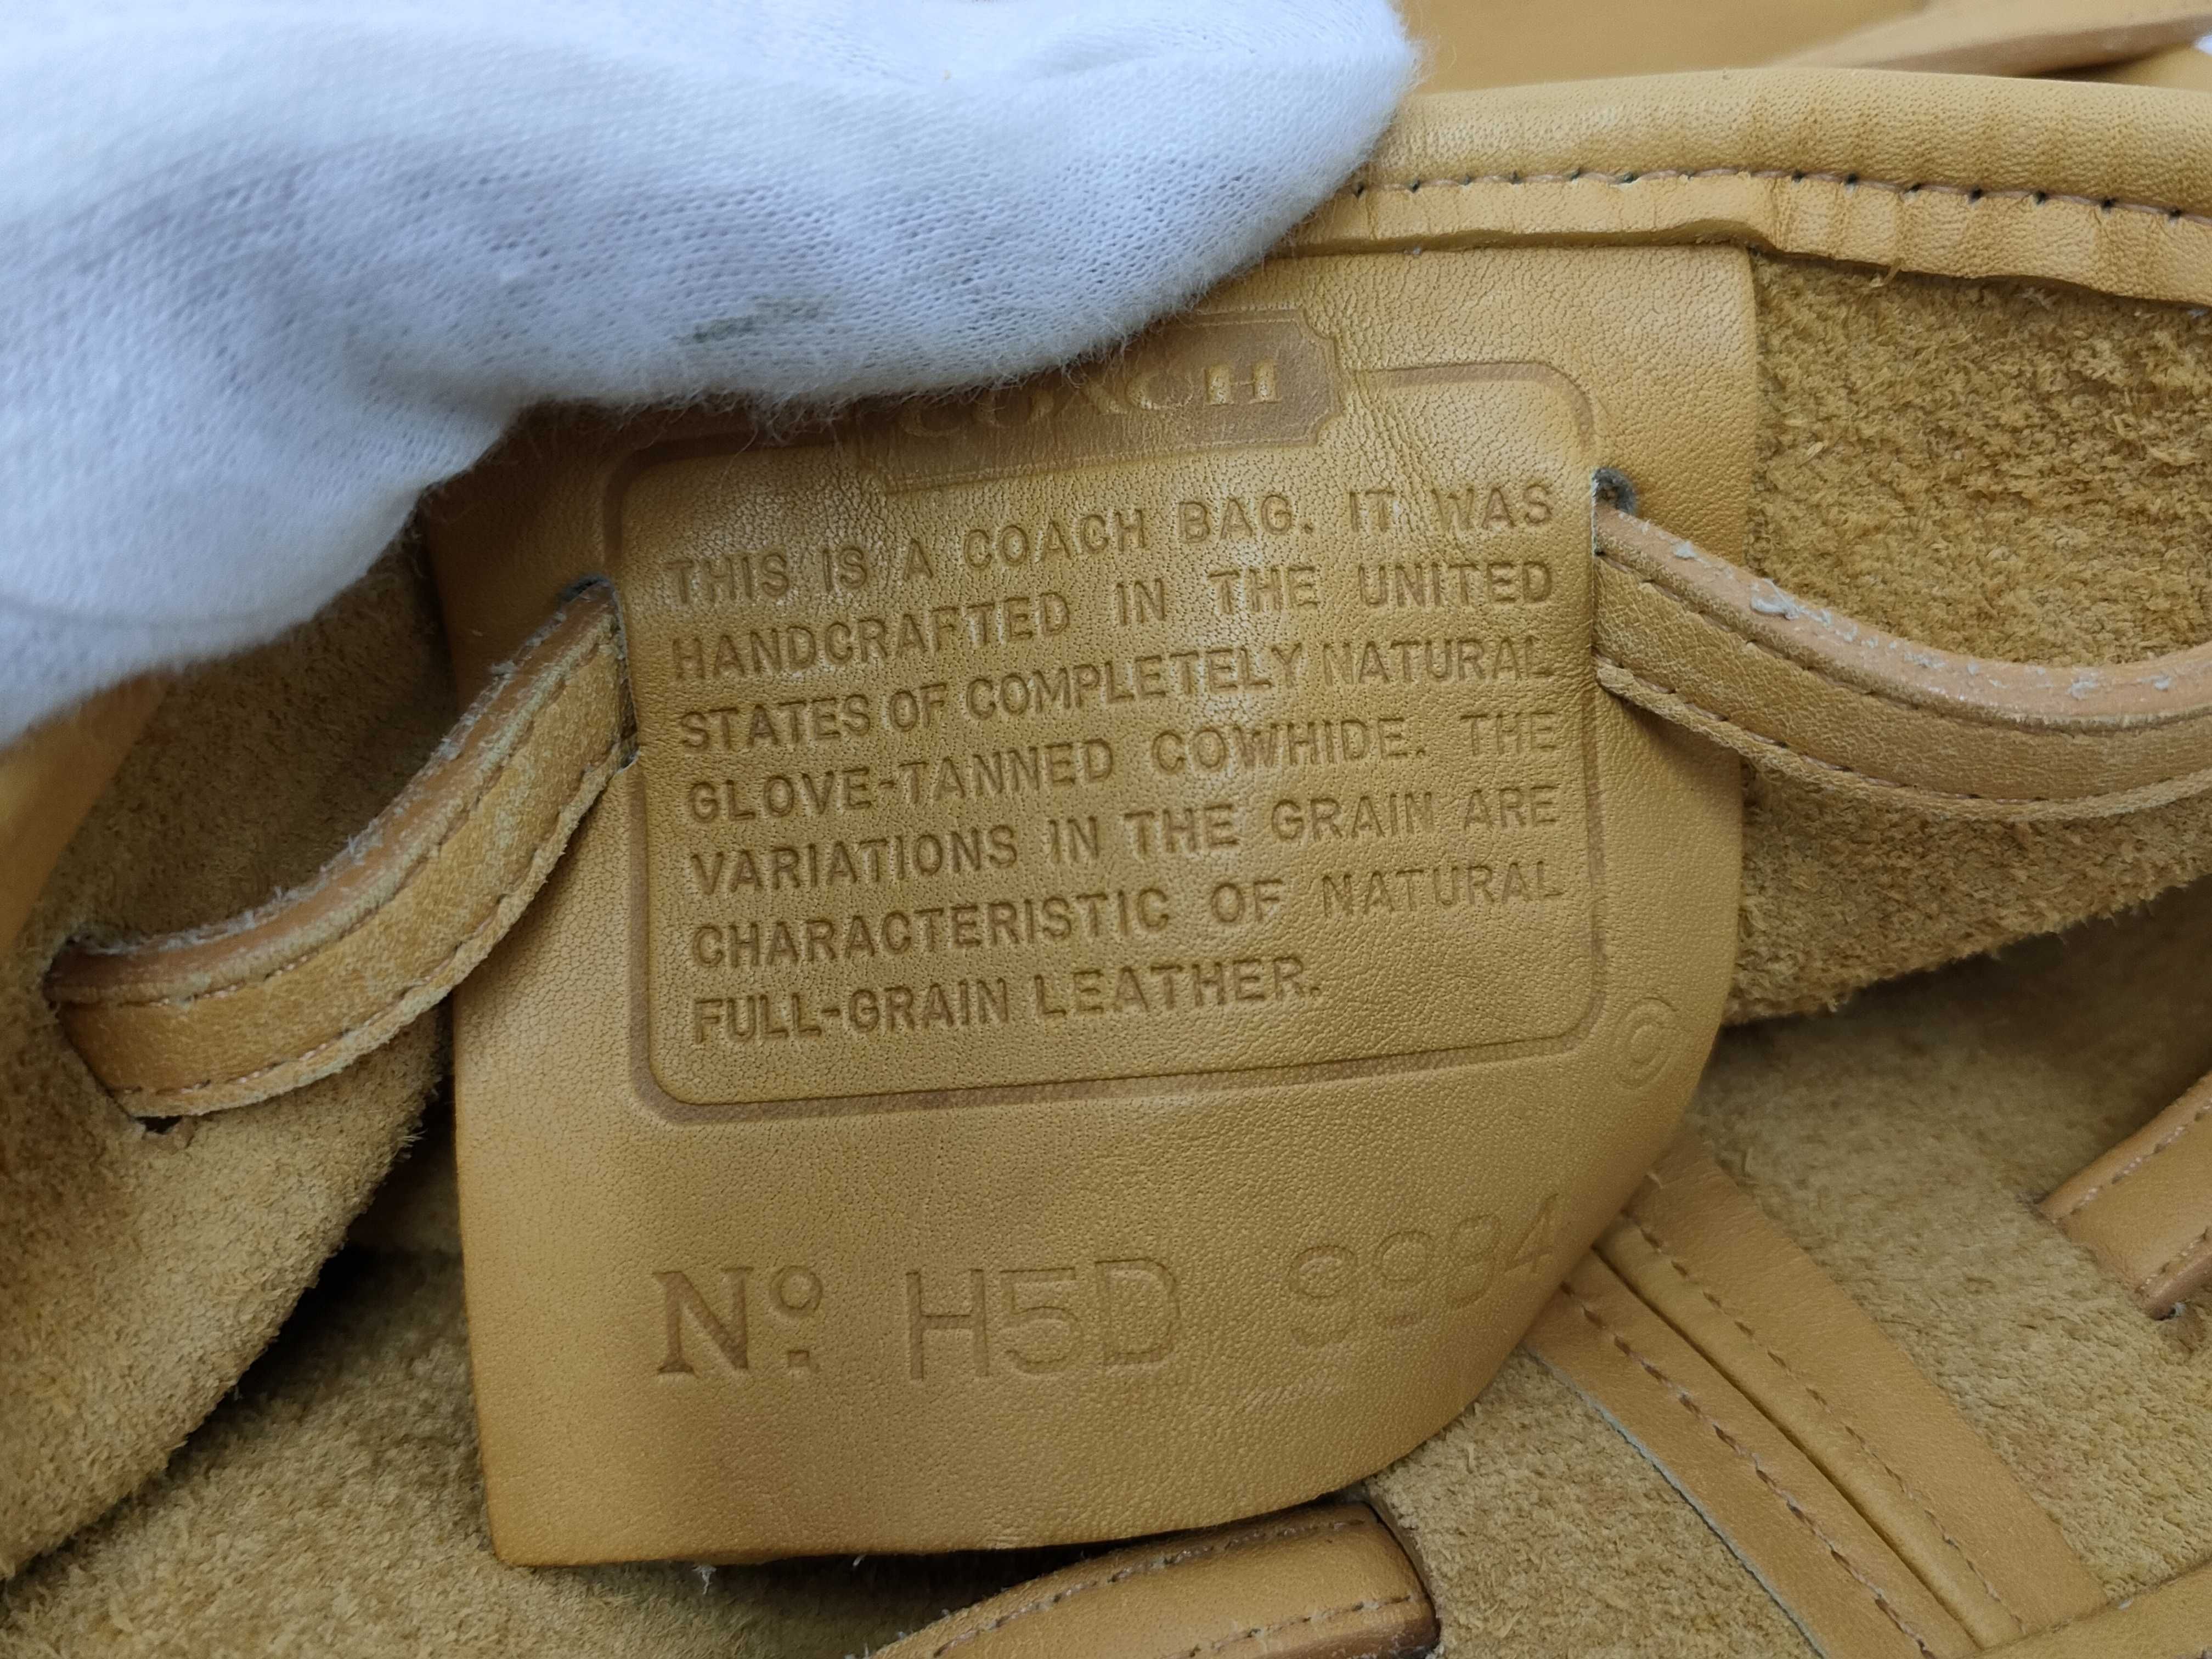 COACH
THIS IS A COACH BAG. IT WAS
HANDCRAFTED IN THE UNITED
STATES OF COMPLETELY NATURAL
GLOVE-TANNED COWHIDE. THE
VARIATIONS IN THE GRAIN ARE
CHARACTERISTIC OF NATURAL
FULL-GRAIN LEATHER.
©
Nº H5D 9984